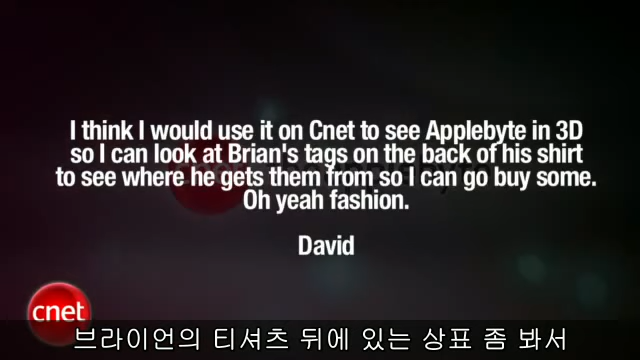 I think I would use it on Cnet to see Applebyte in 3D
so I can look at Brian's tags on the back of his shirt
to see where he gets them from so I can go buy some.
Oh yeah fashion.
David
cnet
브라이언의 티셔츠 뒤에 있는 상표 좀 봐서